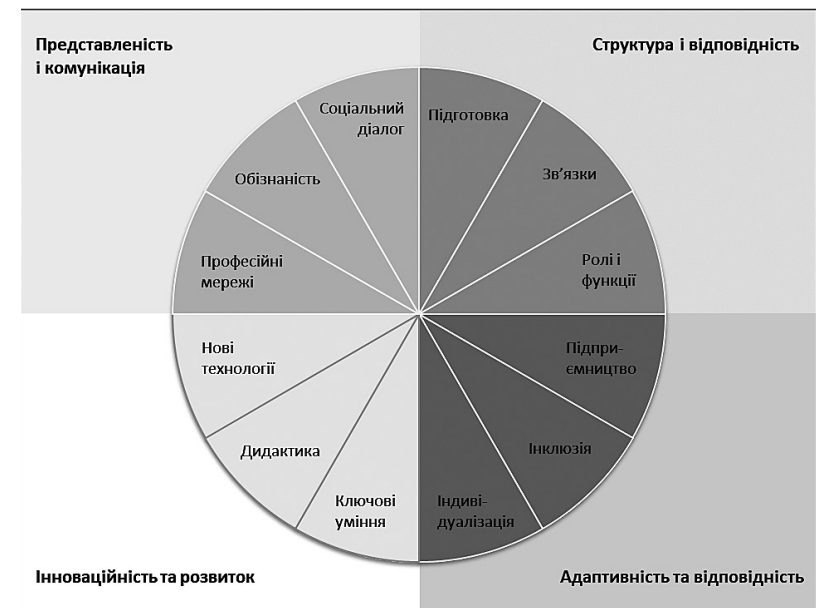 Представленість
і комунікація
Структура і відповідність
Соціальний
діалог
Підготовка
Обізнаність
Зв’язки
Професійні
мережі
Ролі і
функції
Нові
технології
Підпри-
ємництво
Дидактика
Інклюзія
Ключові
уміння
Індиві-
дуалізація
Інноваційність та розвиток
Адаптивність та відповідність